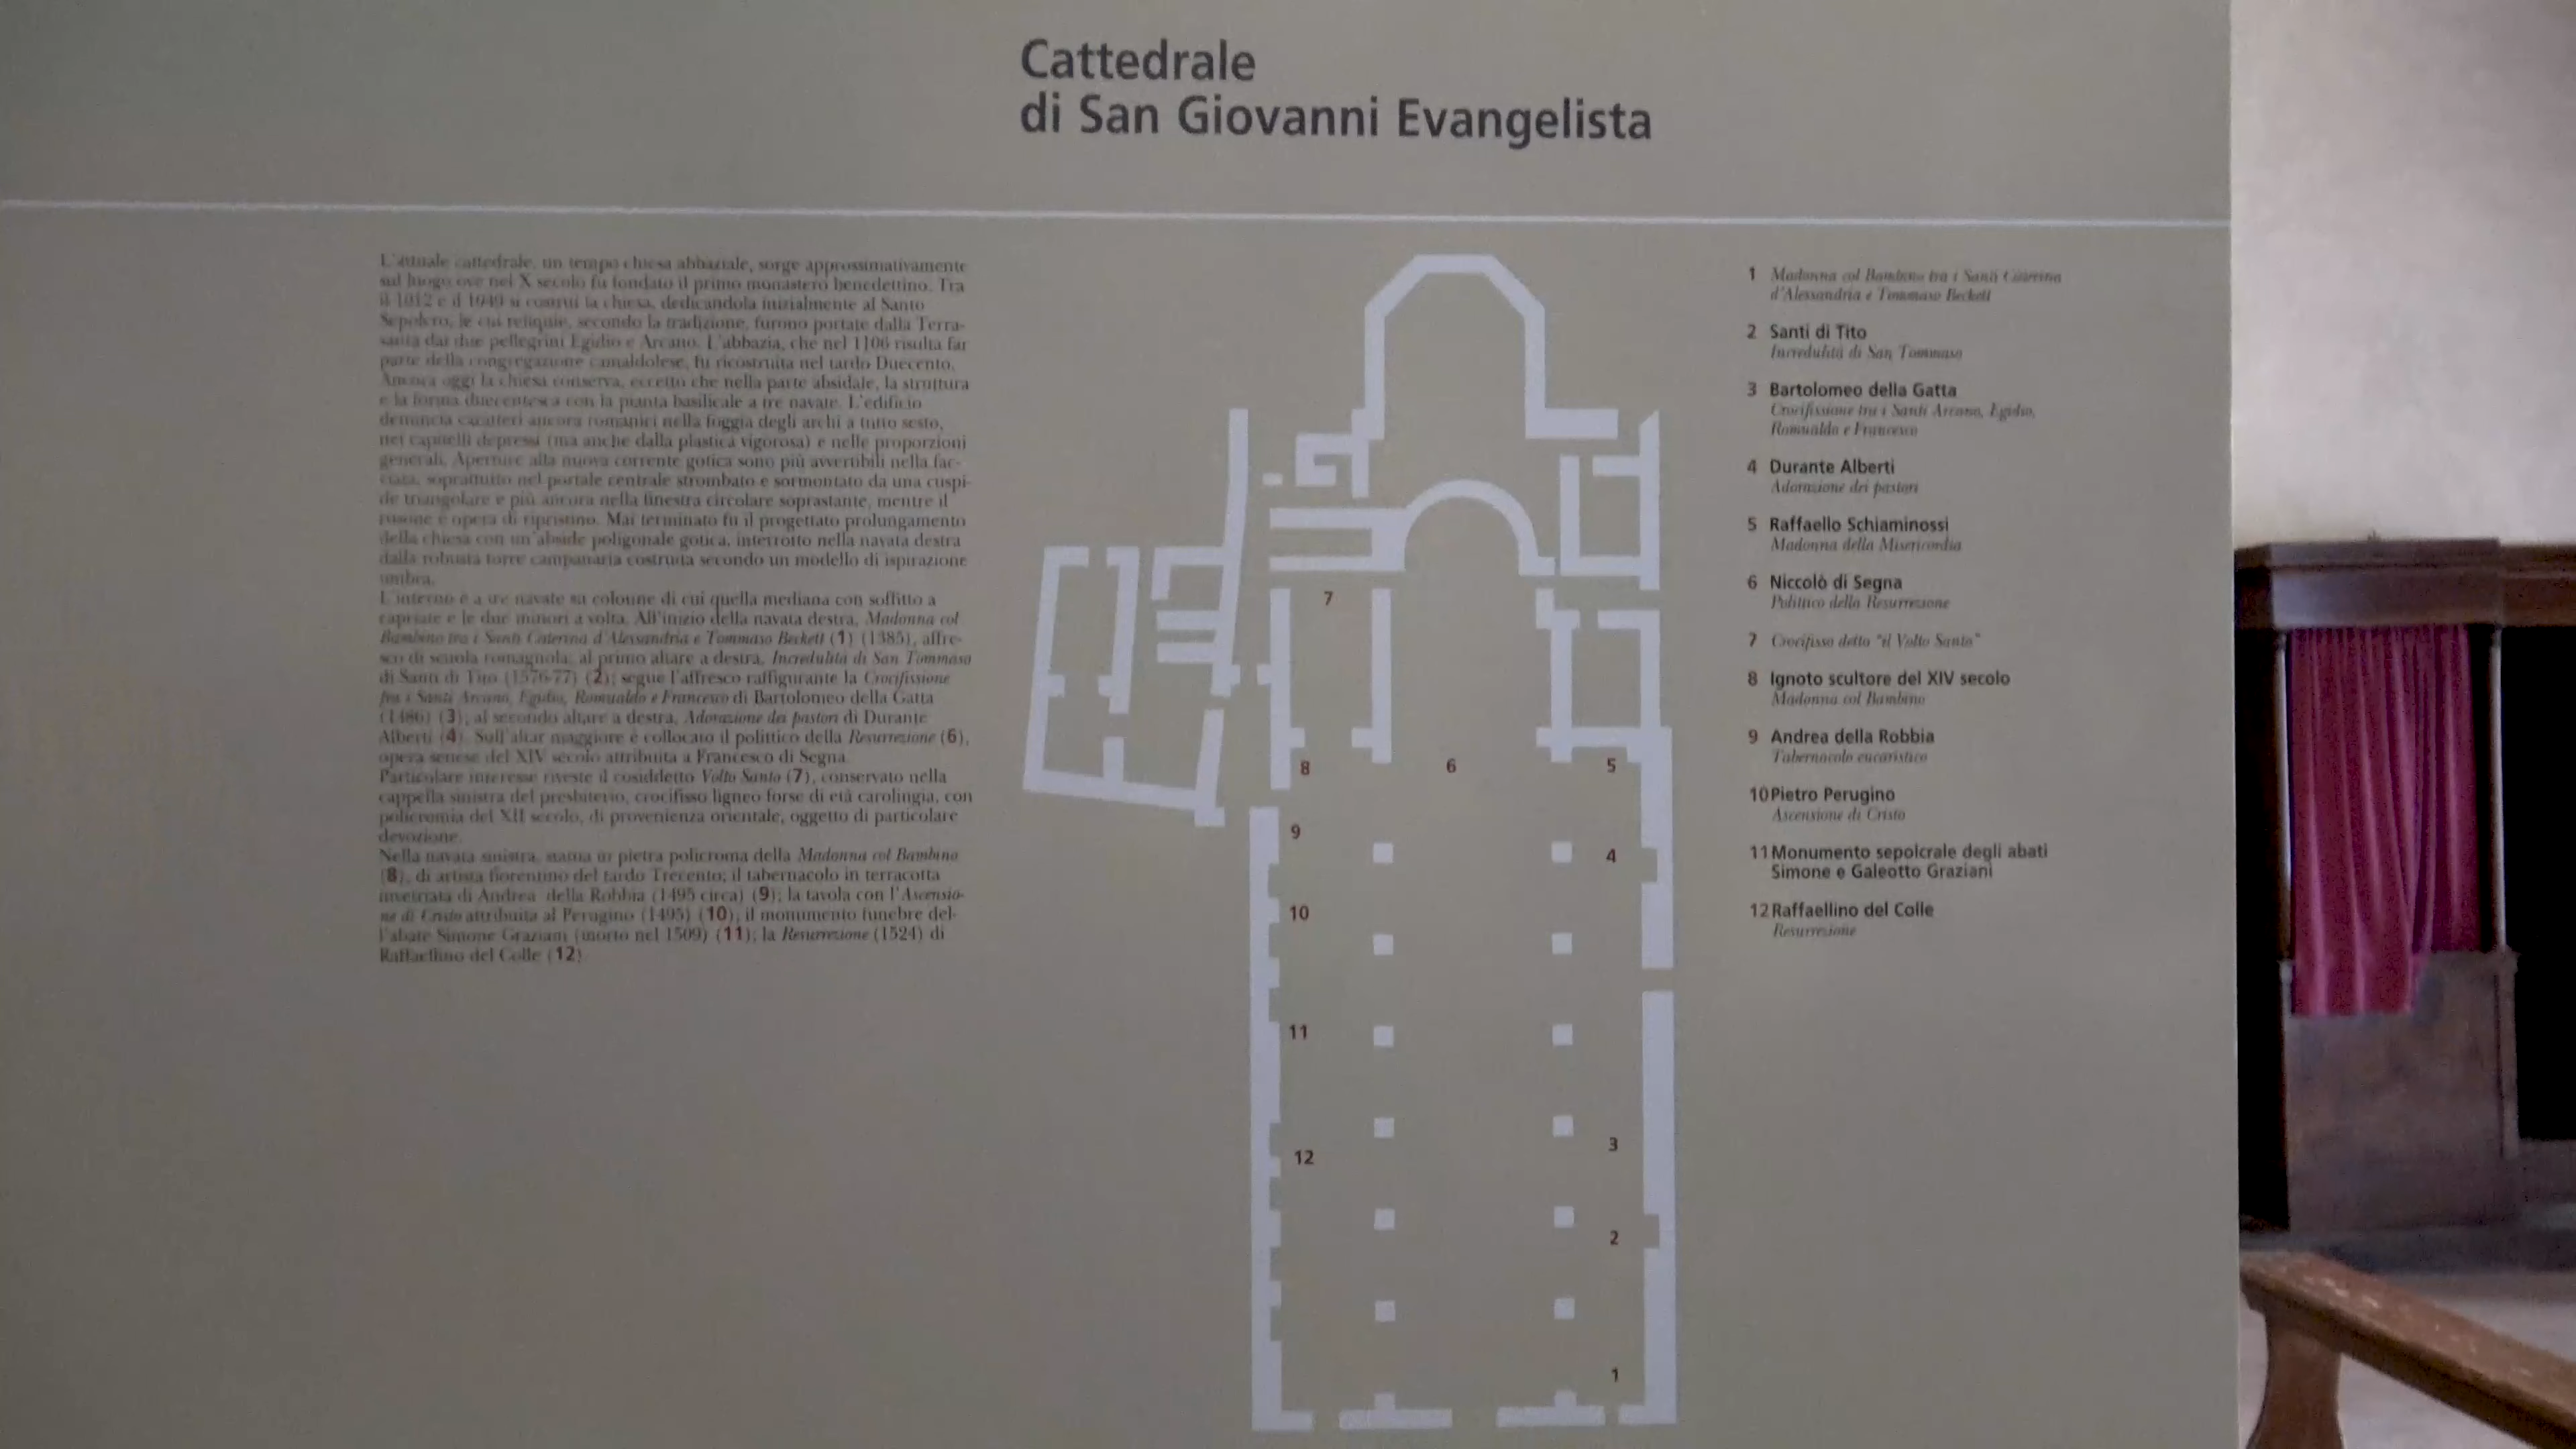 Cattedrale
di San Giovanni Evangelista
L'attuale cattedrale, un tempo chiesa abbaziale, sorge approssimativamente
sul luogo ove nel X secolo fu fondato il primo monastero benedettino. Tra
il 1012 e il 1049 si costruì la chiesa, dedicandola inizialmente al Santo
Sepolcro, le cui reliquie, secondo la tradizione, furono portate dalla Terra-
santa dai due pellegrini Egidio e Arcano. L'abbazia, che nel 1106 risulta far
parte della congregazione camaldolese, fu ricostruita nel tardo Duecento.
Ancora oggi la chiesa conserva, eccetto che nella parte absidale, la struttura
e la forma duecentesca con la pianta basilicale a tre navate. L'edificio
denuncia caratteri ancora romanici nella foggia degli archi a tutto sesto,
nei capitelli depressi (ma anche dalla plastica vigorosa) e nelle proporzioni
generali. Aperture alla nuova corrente gotica sono più avvertibili nella fac-
ciata, soprattutto nel portale centrale strombato e sormontato da una cuspi-
de triangolare e più ancora nella finestra circolare soprastante, mentre il
rosone è opera di ripristino. Mai terminato fu il progettato prolungamento
della chiesa con un'abside poligonale gotica, interrotto nella navata destra
dalla robusta torre campanaria costruita secondo un modello di ispirazione
umbra.
L'interno è a tre navate su colonne di cui quella mediana con soffitto a
capriate e le due minori a volta. All'inizio della navata destra, Madonna col
Bambino tra i Santi Caterina d'Alessandria e Tommaso Beckett (1) (1385), affre-
sco di scuola romagnola; al primo altare a destra, Incredulità di San Tommaso
di Santi di Tito (1576-77) (2); segue l'affresco raffigurante la Crocifissione
tra i Santi Arcano, Egidio, Romualdo e Francesco di Bartolomeo della Gatta
(1486) (3); al secondo altare a destra, Adorazione dei pastori di Durante
Alberti (4). Sull'altar maggiore è collocato il polittico della Resurrezione (6),
opera senese del XIV secolo attribuita a Francesco di Segna.
Particolare interesse riveste il cosiddetto Volto Santo (7), conservato nella
cappella sinistra del presbiterio, crocifisso ligneo forse di età carolingia, con
policromia del XII secolo, di provenienza orientale, oggetto di particolare
devozione.
Nella navata sinistra, statua in pietra policroma della Madonna col Bambino
(8), di artista fiorentino del tardo Trecento; il tabernacolo in terracotta
invetriata di Andrea della Robbia (1495 circa) (9); la tavola con l'Ascensio-
ne di Cristo attribuita al Perugino (1495) (10); il monumento funebre del-
l'abate Simone Graziani (morto nel 1509) (11); la Resurrezione (1524) di
Raffaellino del Colle (12).
7
8
6
5
9
4
10
11
3
12
2
1
1 Madonna col Bambino tra i Santi Caterina
d'Alessandria e Tommaso Beckett
2 Santi di Tito
Incredulità di San Tommaso
3 Bartolomeo della Gatta
Crocifissione tra i Santi Arcano, Egidio,
Romualdo e Francesco
4 Durante Alberti
Adorazione dei pastori
5 Raffaello Schiaminossi
Madonna della Misericordia
6 Niccolò di Segna
Polittico della Resurrezione
7 Crocifisso detto "il Volto Santo"
8 Ignoto scultore del XIV secolo
Madonna col Bambino
9 Andrea della Robbia
Tabernacolo eucaristico
10 Pietro Perugino
Ascensione di Cristo
11 Monumento sepolcrale degli abati
Simone e Galeotto Graziani
12 Raffaellino del Colle
Resurrezione